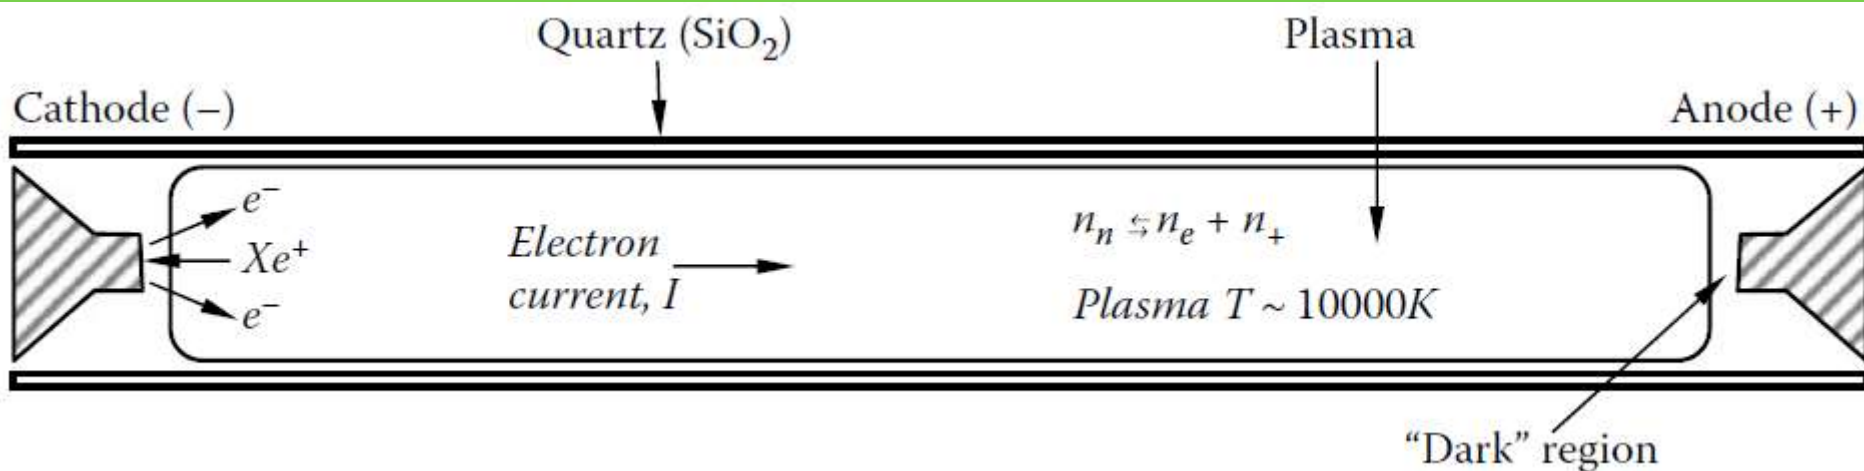 Quartz (SiO₂)
Plasma
Cathode (–)
Anode (+)
e⁻
Xe⁺
e⁻
Electron
current, I
nₙ ⇆ nₑ + n₊
Plasma T ~ 10000K
“Dark” region